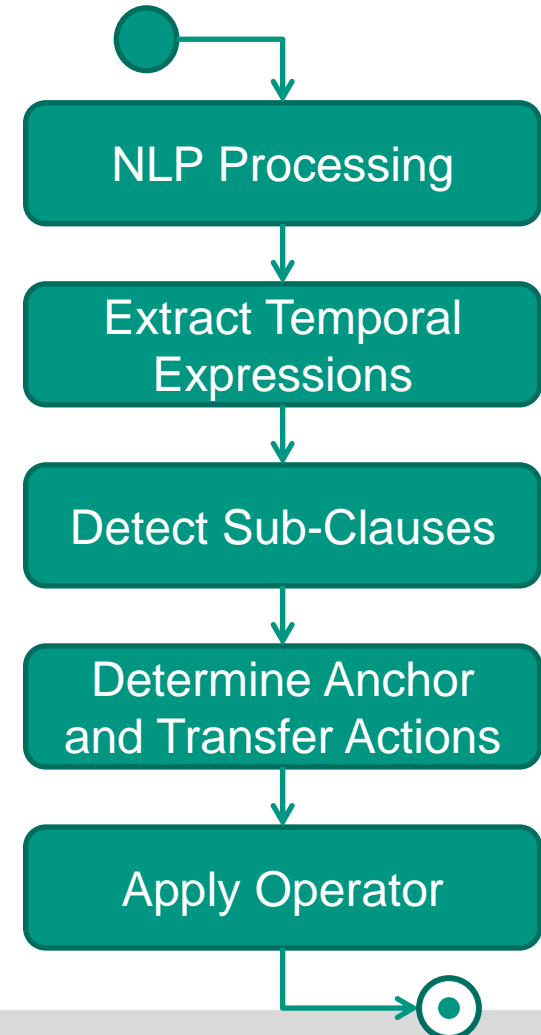 NLP Processing
Extract Temporal
Expressions
Detect Sub-Clauses
Determine Anchor
and Transfer Actions
Apply Operator